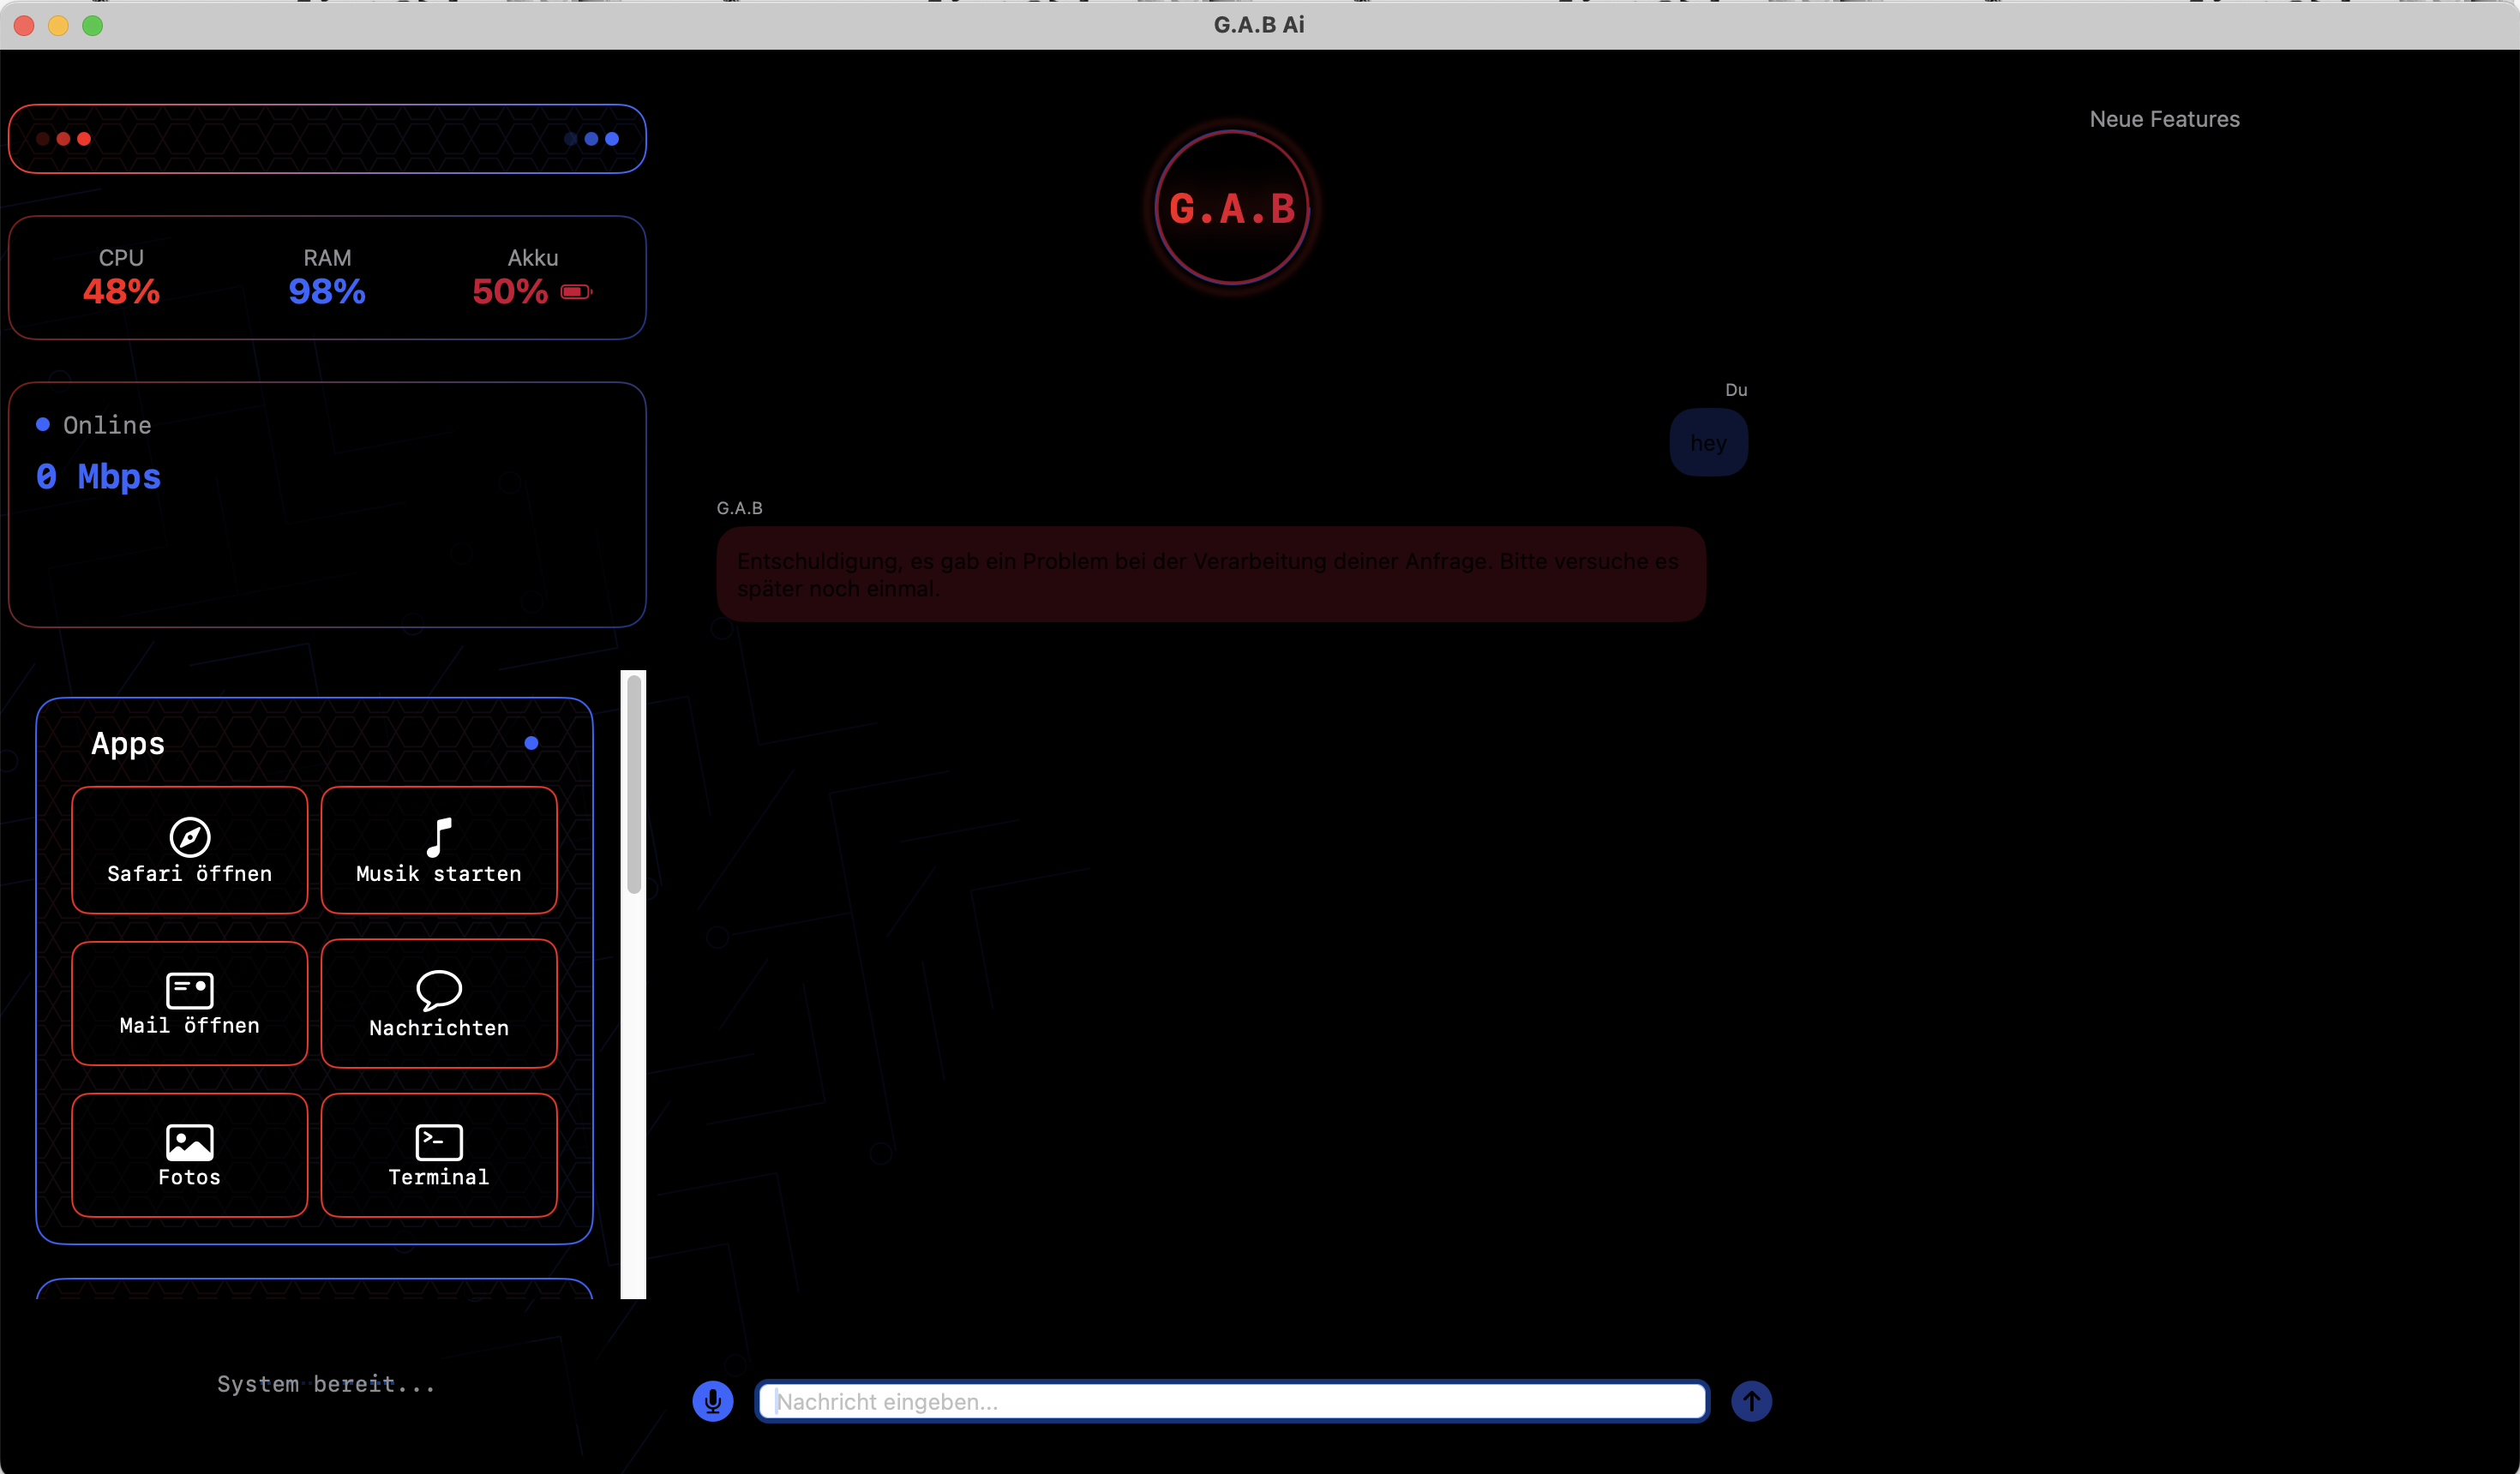 G.A.B Ai
CPU
48%
RAM
98%
Akku
50%
Online
0 Mbps
Apps
Safari öffnen
Musik starten
Mail öffnen
Nachrichten
Fotos
Terminal
System bereit...
G.A.B
Du
hey
G.A.B
Entschuldigung, es gab ein Problem bei der Verarbeitung deiner Anfrage. Bitte versuche es
später noch einmal.
Nachricht eingeben...
Neue Features